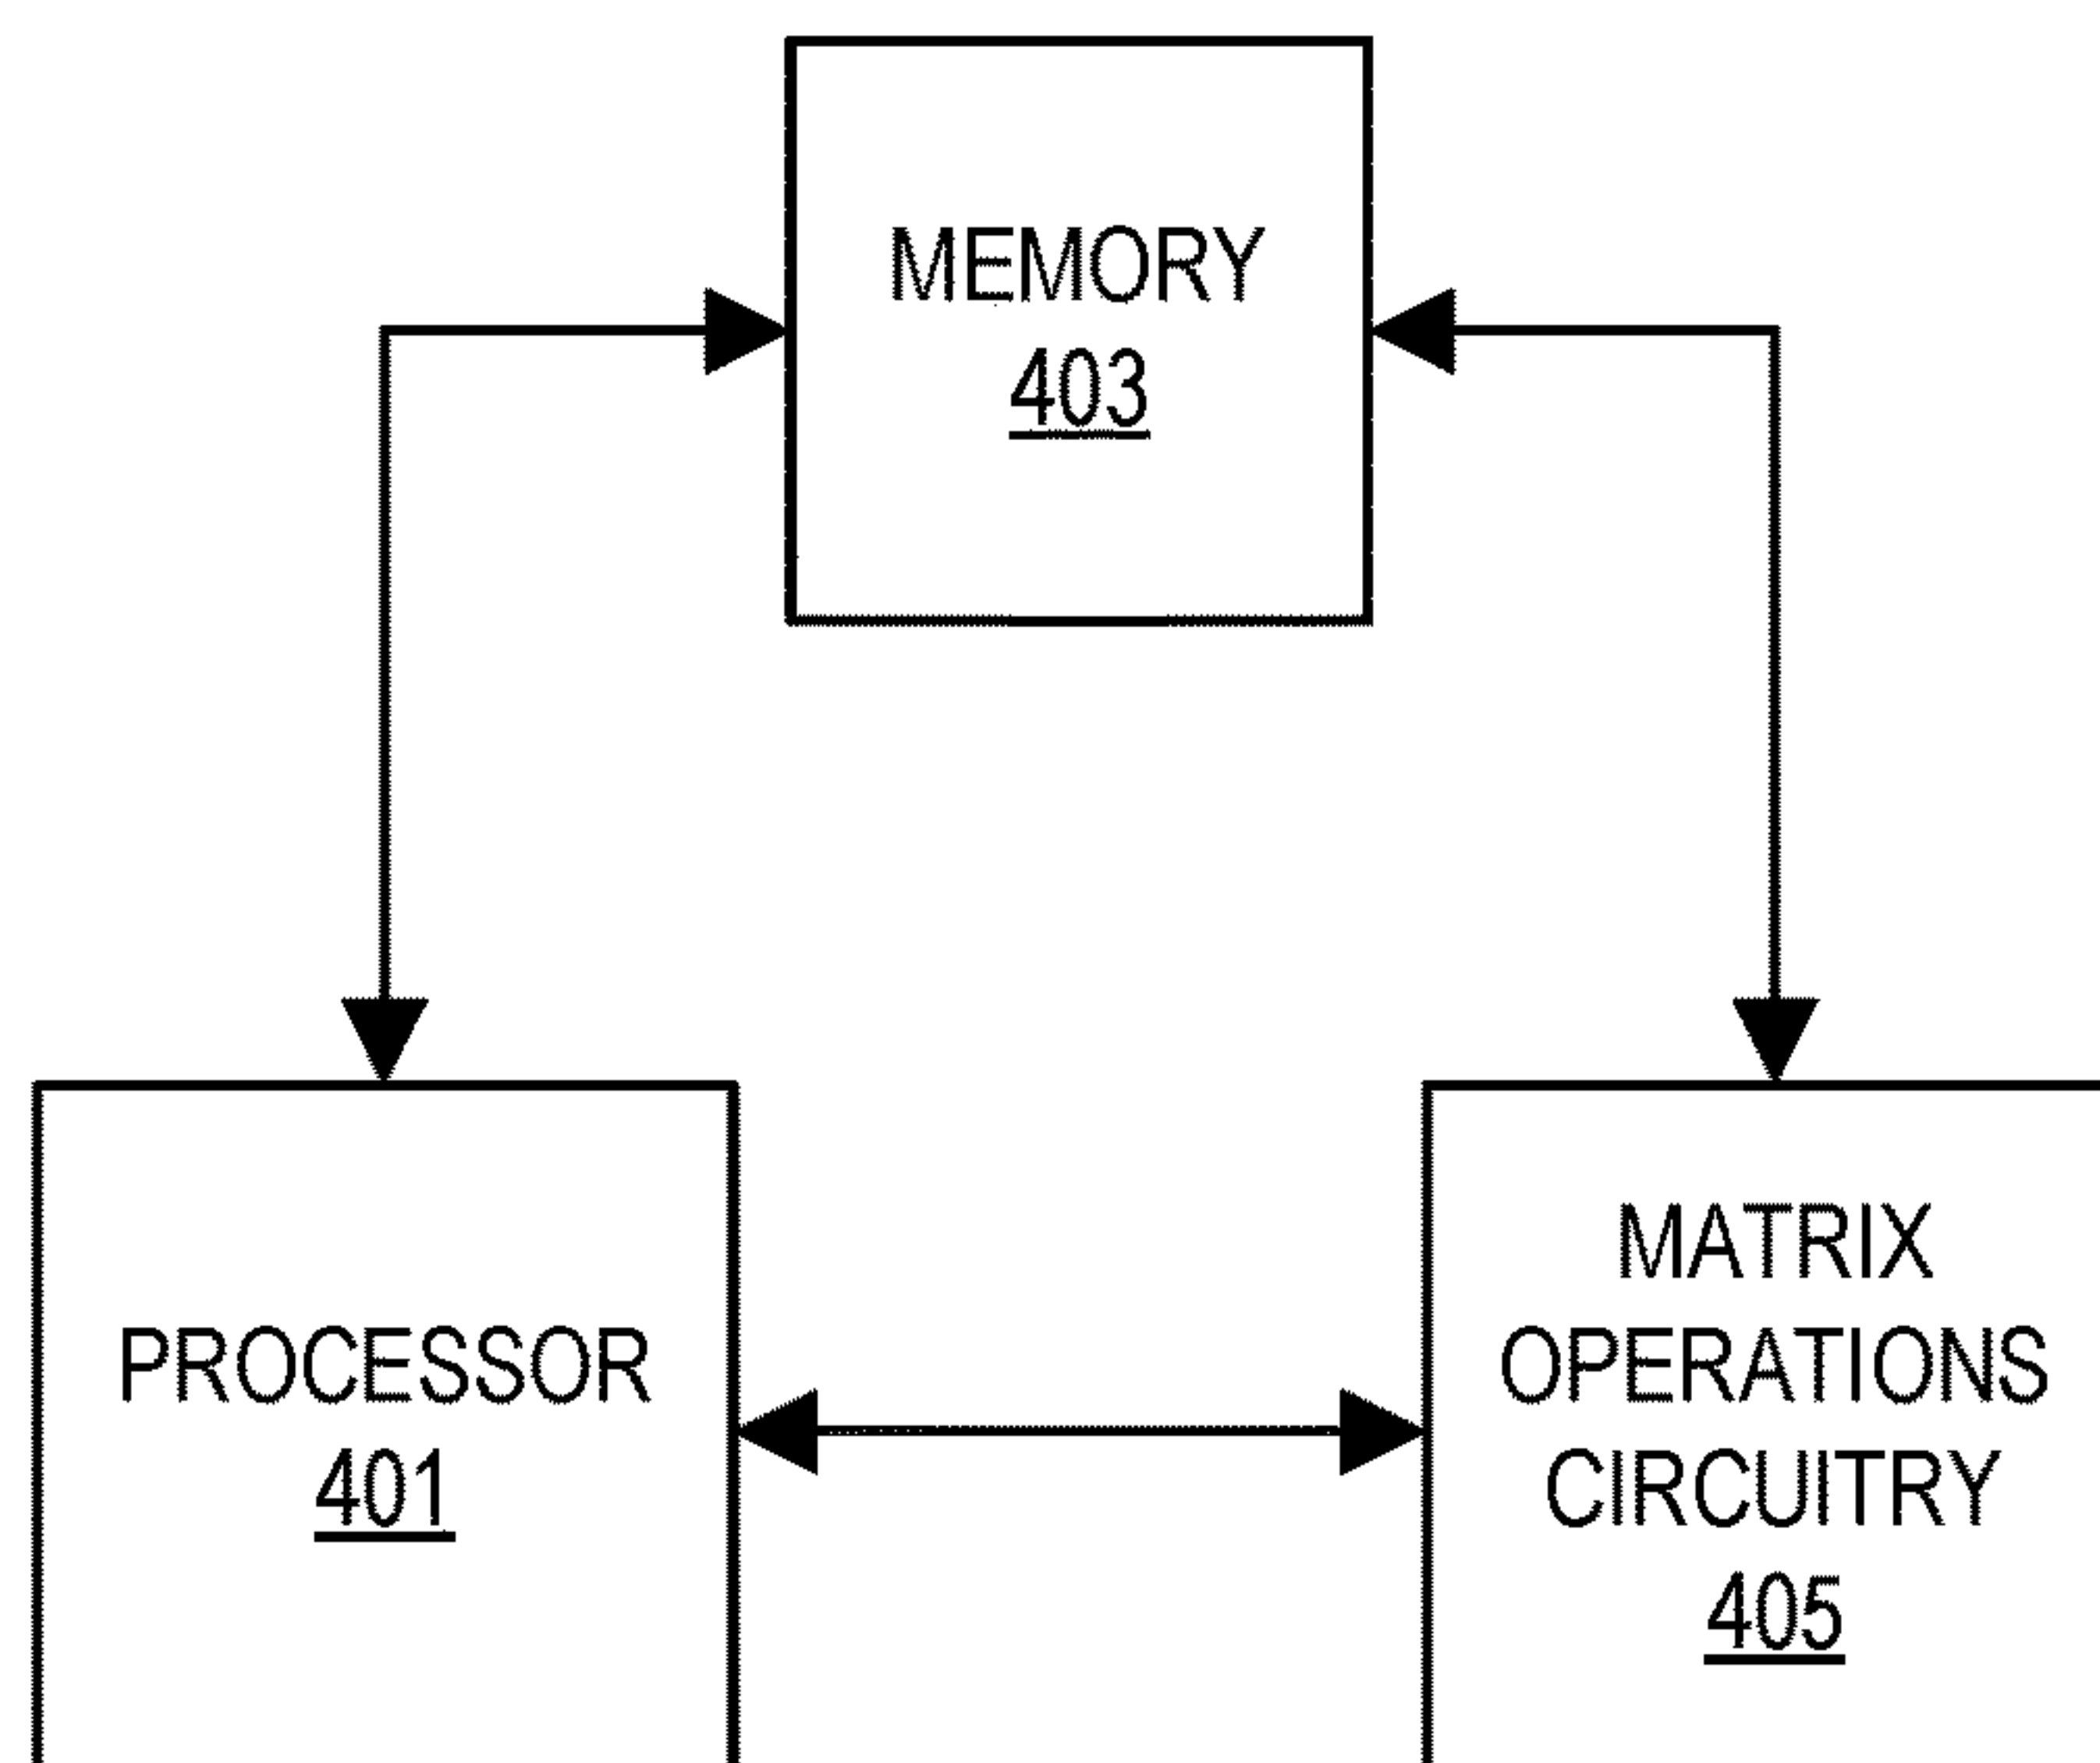 MEMORY
403
PROCESSOR
401
MATRIX
OPERATIONS
CIRCUITRY
405